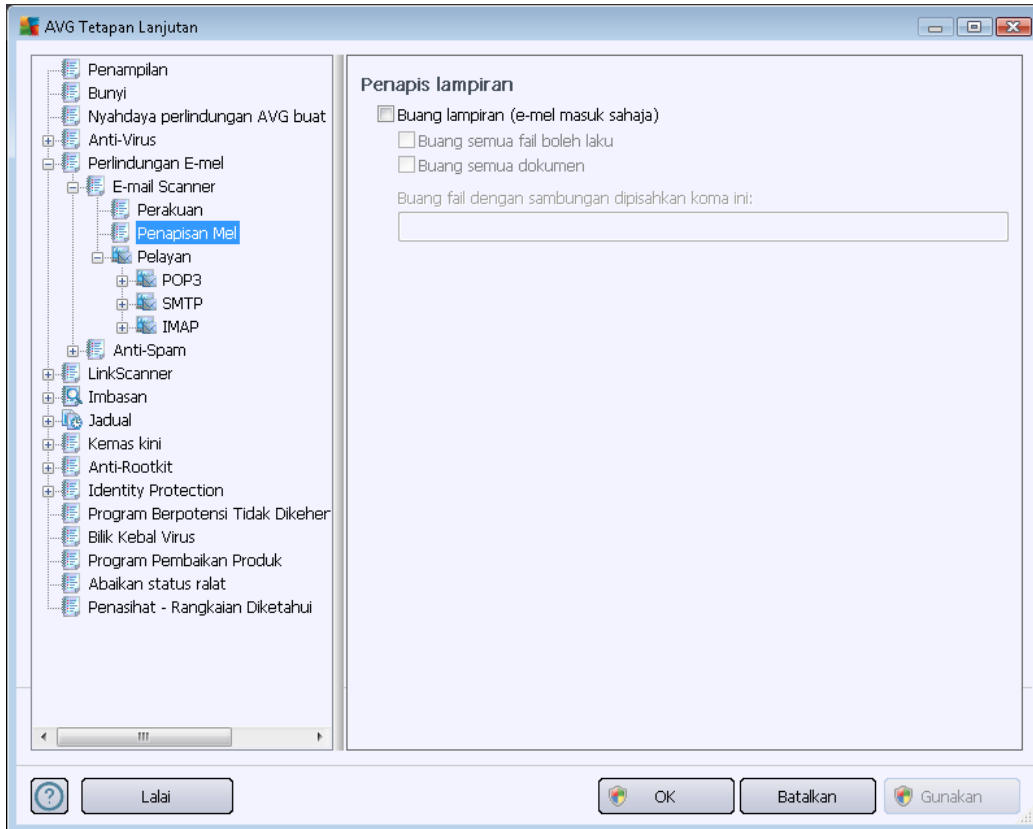 AVG Tetapan Lanjutan
Penampilan
Bunyi
Nyahdaya perlindungan AVG buat
Anti-Virus
Perlindungan E-mel
E-mail Scanner
Perakuan
Penapisan Mel
Pelayan
POP3
SMTP
IMAP
Anti-Spam
LinkScanner
Imbasan
Jadual
Kemas kini
Anti-Rootkit
Identity Protection
Program Berpotensi Tidak Dikeher
Bilik Kebal Virus
Program Pembaikan Produk
Abaikan status ralat
Penasihat - Rangkaian Diketahui
Penapis lampiran
Buang lampiran (e-mel masuk sahaja)
Buang semua fail boleh laku
Buang semua dokumen
Buang fail dengan sambungan dipisahkan koma ini:
Lalai
OK
Batalkan
Gunakan